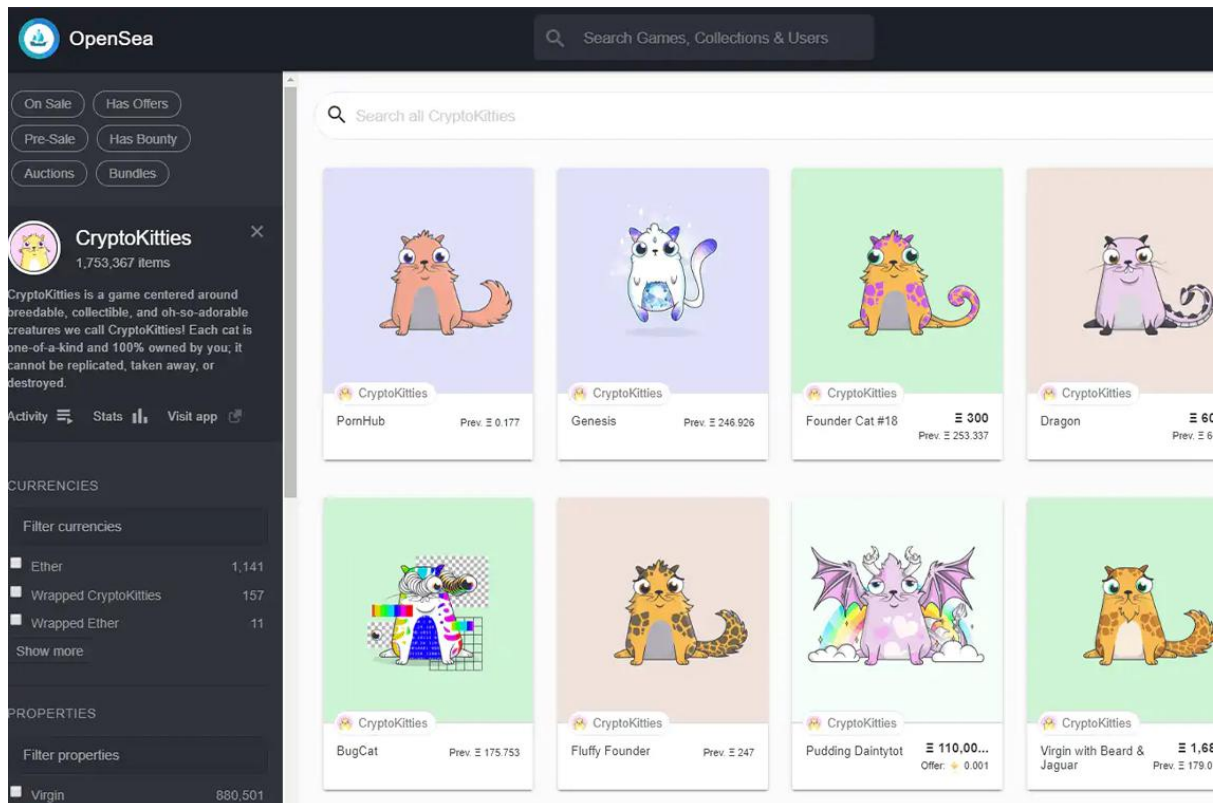 OpenSea
Search Games, Collections & Users
On Sale
Has Offers
Pre-Sale
Has Bounty
Auctions
Bundles
CryptoKitties
1,753,367 items
CryptoKitties is a game centered around
breedable, collectible, and oh-so-adorable
creatures we call CryptoKitties! Each cat is
one-of-a-kind and 100% owned by you; it
cannot be replicated, taken away, or
destroyed.
Activity
Stats
Visit app
CURRENCIES
Filter currencies
Ether 1,141
Wrapped CryptoKitties 157
Wrapped Ether 11
Show more
PROPERTIES
Filter properties
Virgin 880,501
Search all CryptoKitties
CryptoKitties
PornHub
Prev. Ξ 0.177
CryptoKitties
Genesis
Prev. Ξ 246.926
CryptoKitties
Founder Cat #18
Ξ 300
Prev. Ξ 253.337
CryptoKitties
Dragon
Ξ 60
Prev. Ξ 6
CryptoKitties
BugCat
Prev. Ξ 175.753
CryptoKitties
Fluffy Founder
Prev. Ξ 247
CryptoKitties
Pudding Daintytot
Ξ 110,00...
Offer: 0.001
CryptoKitties
Virgin with Beard &
Jaguar
Ξ 1,68
Prev. Ξ 179.0